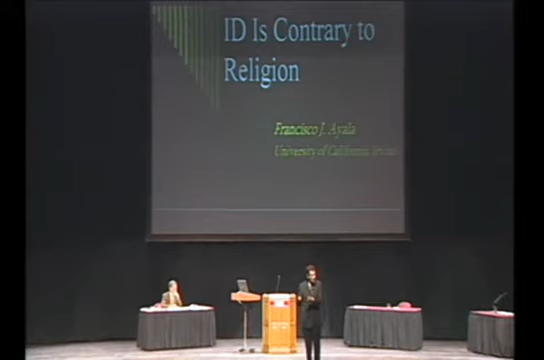 ID Is Contrary to
Religion
Francisco J. Ayala
University of California Irvine